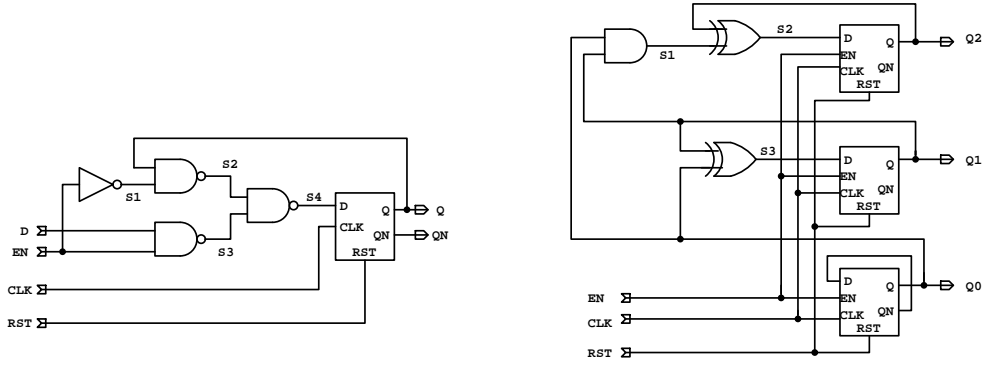 S2
S1
S4
D
Q
Q
D
S3
CLK
QN
QN
EN
RST
CLK
RST
S2
D
Q
Q2
S1
EN
CLK
QN
RST
S3
D
Q
Q1
EN
CLK
QN
RST
D
Q
Q0
EN
EN
QN
CLK
CLK
RST
RST